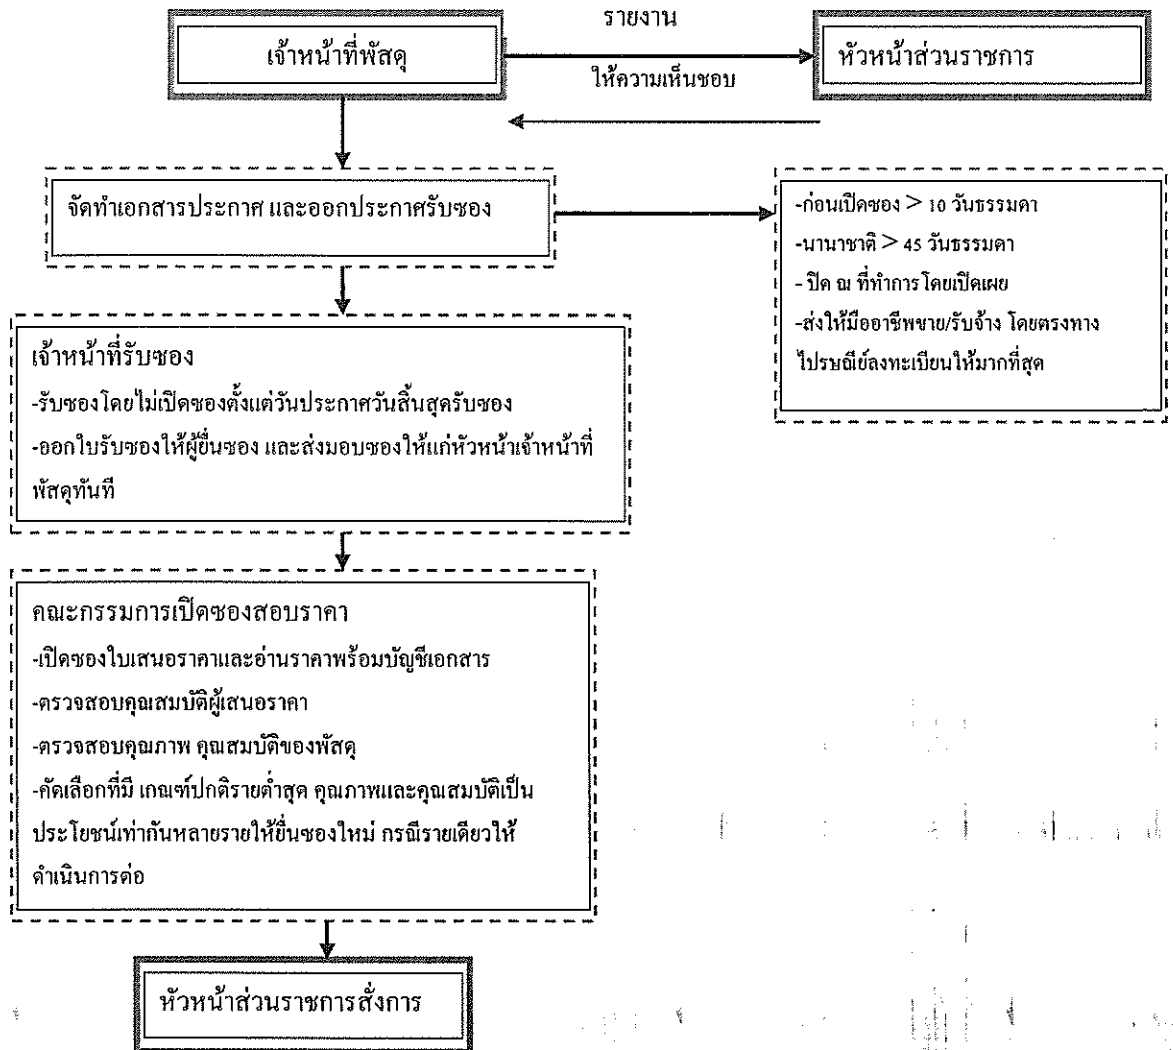 รายงาน
เจ้าหน้าที่พัสดุ
หัวหน้าส่วนราชการ
ให้ความเห็นชอบ
จัดทำเอกสารประกาศ และออกประกาศรับซอง
-ก่อนเปิดซอง > 10 วันธรรมดา
-นานาชาติ > 45 วันธรรมดา
- ปิด ณ ที่ทำการโดยเปิดเผย
-ส่งให้มืออาชีพขาย/รับจ้าง โดยตรงทาง
ไปรษณีย์ลงทะเบียนให้มากที่สุด
เจ้าหน้าที่รับซอง
-รับซองโดยไม่เปิดซองตั้งแต่วันประกาศวันสิ้นสุดรับซอง
-ออกใบรับซองให้ผู้ยื่นซอง และส่งมอบซองให้แก่หัวหน้าเจ้าหน้าที่
พัสดุทันที
คณะกรรมการเปิดซองสอบราคา
-เปิดซองใบเสนอราคาและอ่านราคาพร้อมบัญชีเอกสาร
-ตรวจสอบคุณสมบัติผู้เสนอราคา
-ตรวจสอบคุณภาพ คุณสมบัติของพัสดุ
-คัดเลือกที่มี เกณฑ์ปกติรายต่ำสุด คุณภาพและคุณสมบัติเป็น
ประโยชน์เท่ากันหลายรายให้ยื่นซองใหม่ กรณีรายเดียวให้
ดำเนินการต่อ
หัวหน้าส่วนราชการสั่งการ